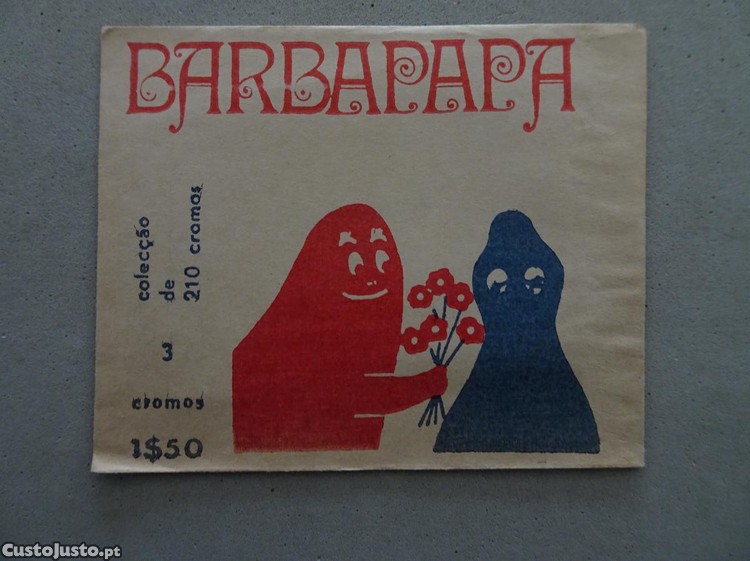 BARBAPAPA
colecção
de
210 cromos
3
cromos
1$50
CustoJusto.pt